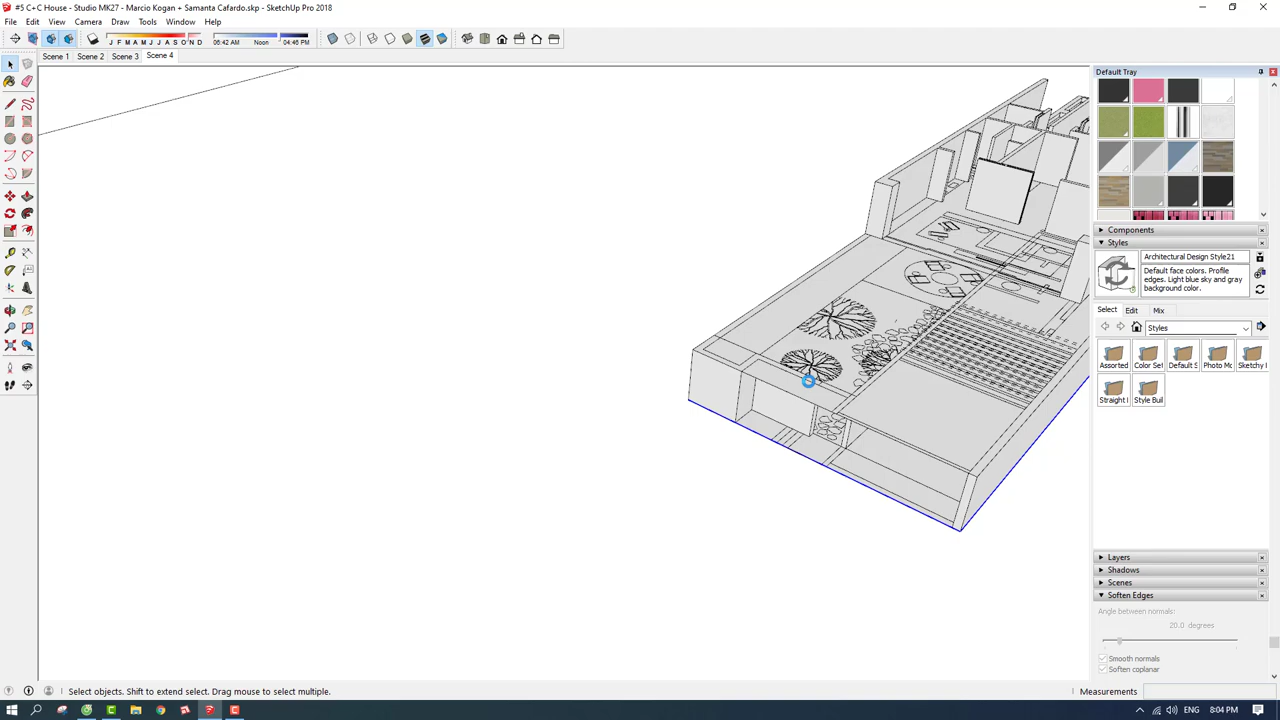 #5 C+C House - Studio MK27 - Marcio Kogan + Samanta Cafardo.skp - SketchUp Pro 2018
File Edit View Camera Draw Tools Window Help
J F M A M J J A S O N D
06:42 AM Noon 04:46 PM
Scene 1 Scene 2 Scene 3 Scene 4
Default Tray
Components
Styles
Architectural Design Style21
Default face colors. Profile
edges. Light blue sky and gray
background color.
Select Edit Mix
Styles
Assorted Color Set Default S Photo Mo Sketchy
Straight l Style Buil
Layers
Shadows
Scenes
Soften Edges
Angle between normals:
20.0 degrees
Smooth normals
Soften coplanar
Select objects. Shift to extend select. Drag mouse to select multiple.
Measurements
ENG 8:04 PM